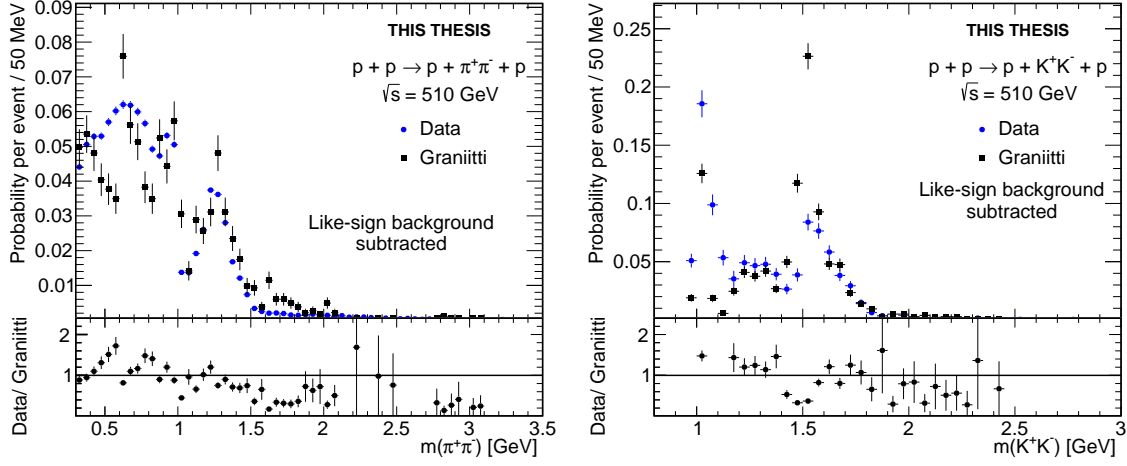 THIS THESIS
p + p → p + π⁺π⁻ + p
√s = 510 GeV
Data
Graniitti
Like-sign background
subtracted
Probability per event / 50 MeV
0.09
0.08
0.07
0.06
0.05
0.04
0.03
0.02
0.01
Data/ Graniitti
2
1
0.5 1 1.5 2 2.5 3 3.5
m(π⁺π⁻) [GeV]
THIS THESIS
p + p → p + K⁺K⁻ + p
√s = 510 GeV
Data
Graniitti
Like-sign background
subtracted
Probability per event / 50 MeV
0.25
0.2
0.15
0.1
0.05
Data/ Graniitti
2
1
1 1.5 2 2.5 3
m(K⁺K⁻) [GeV]